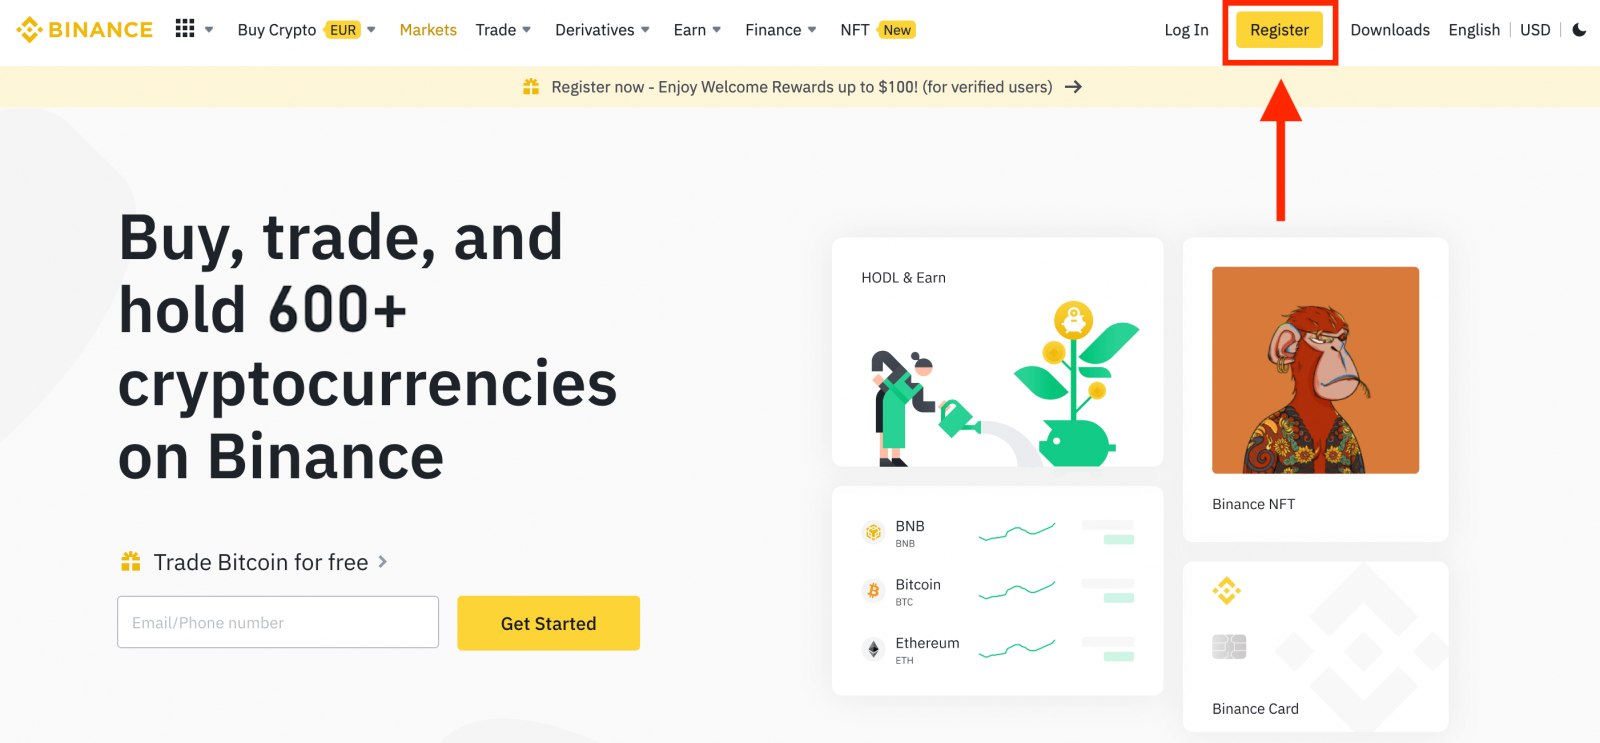 BINANCE Buy Crypto EUR Markets Trade Derivatives Earn Finance NFT New Log In Register Downloads English USD
Register now - Enjoy Welcome Rewards up to $100! (for verified users)
Buy, trade, and
hold 600+
cryptocurrencies
on Binance
Trade Bitcoin for free
Email/Phone number
Get Started
HODL & Earn
BNB
BNB
Bitcoin
BTC
Ethereum
ETH
Binance NFT
Binance Card